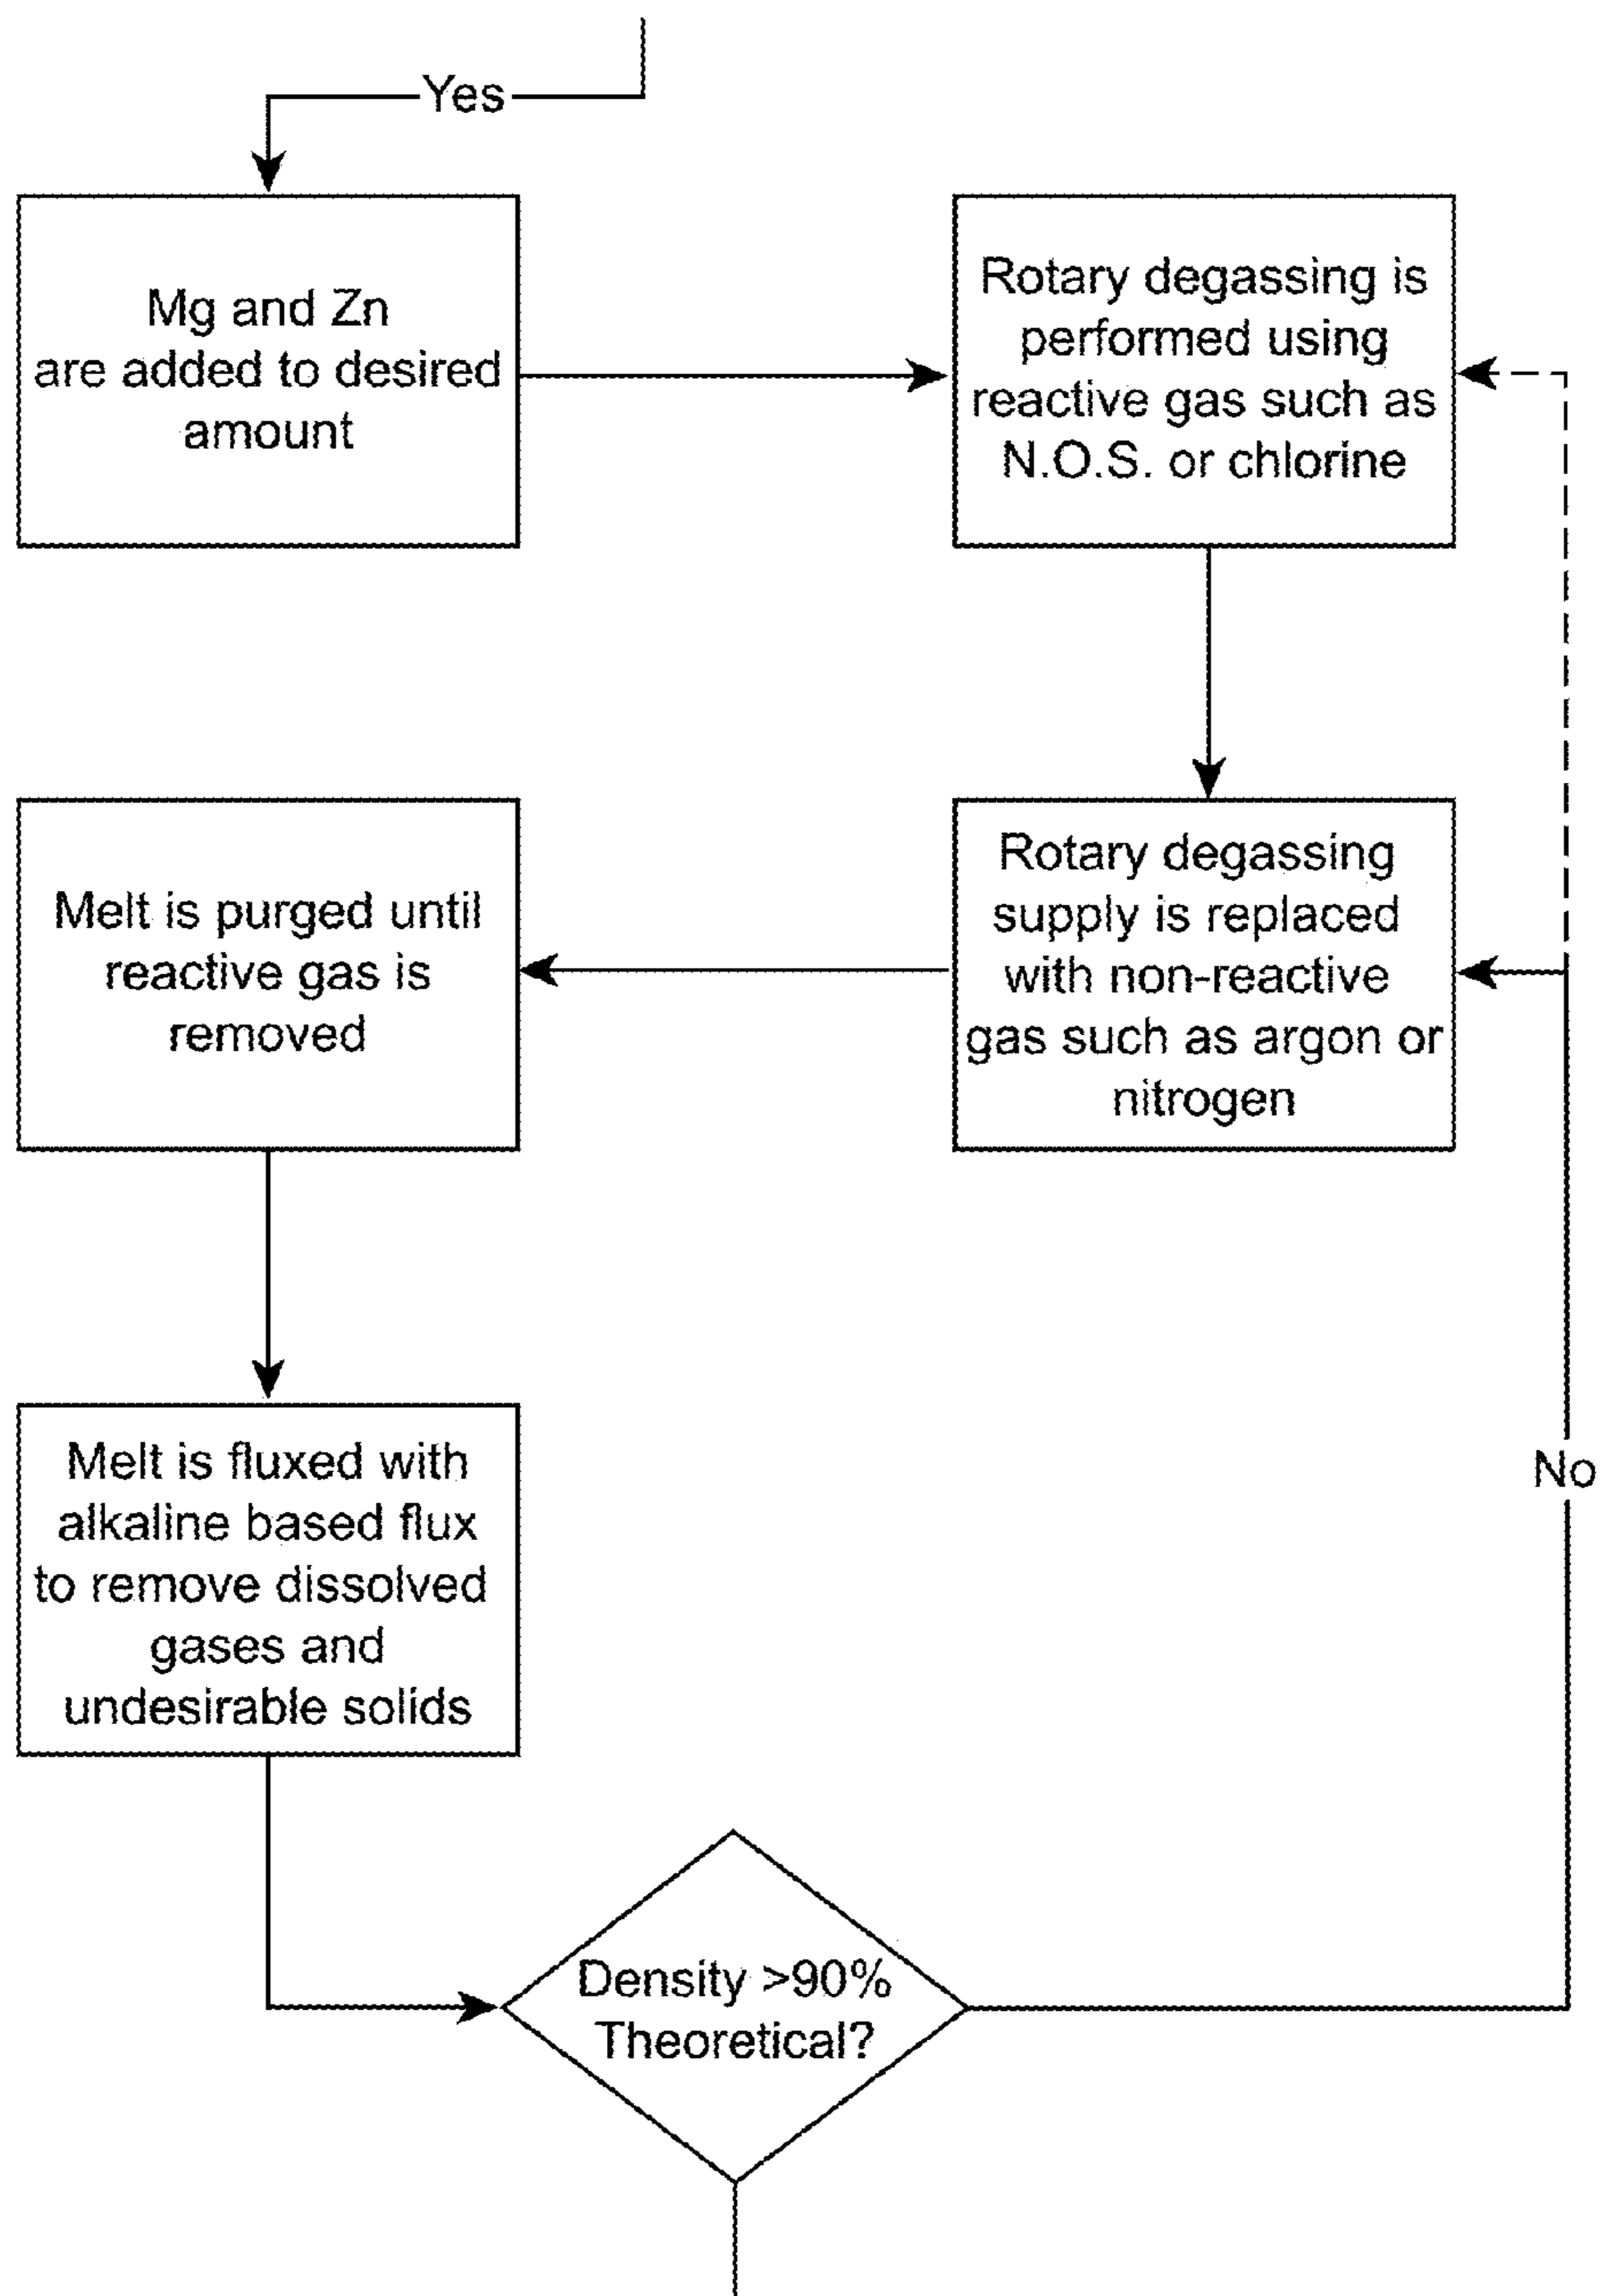 Yes
Mg and Zn
are added to desired
amount
Rotary degassing is
performed using
reactive gas such as
N.O.S. or chlorine
Rotary degassing
supply is replaced
with non-reactive
gas such as argon or
nitrogen
Melt is purged until
reactive gas is
removed
Melt is fluxed with
alkaline based flux
to remove dissolved
gases and
undesirable solids
Density >90%
Theoretical?
No